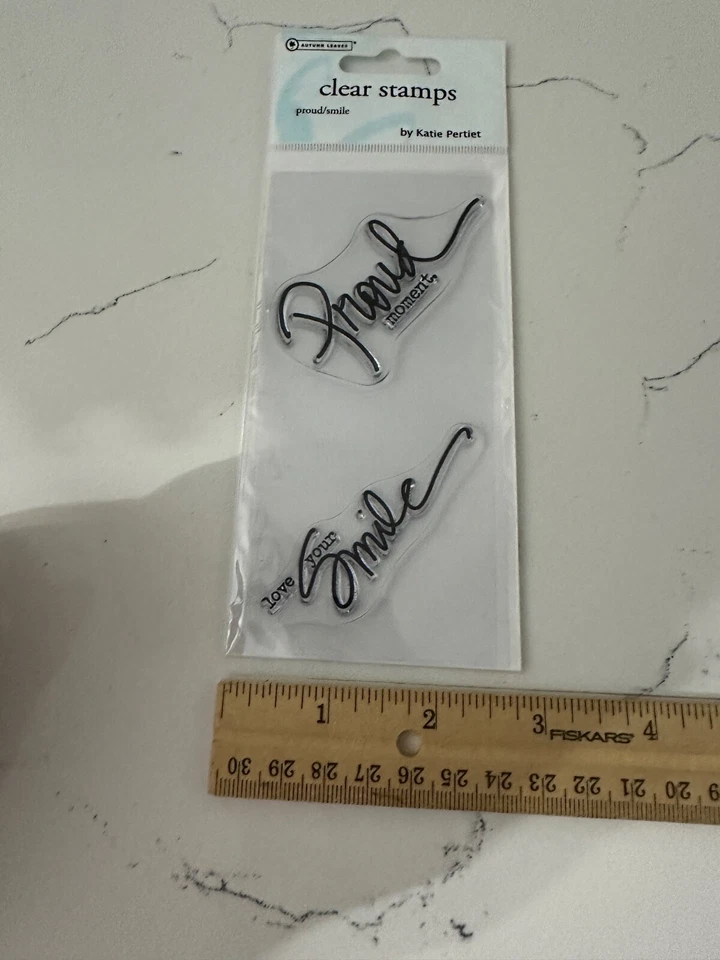 AUTUMN LEAVES
clear stamps
proud/smile
by Katie Pertiet
Proud
moment.
love your
Smile
1 2 3 FISKARS 4
30 29 28 27 26 25 24 23 22 21 20 19